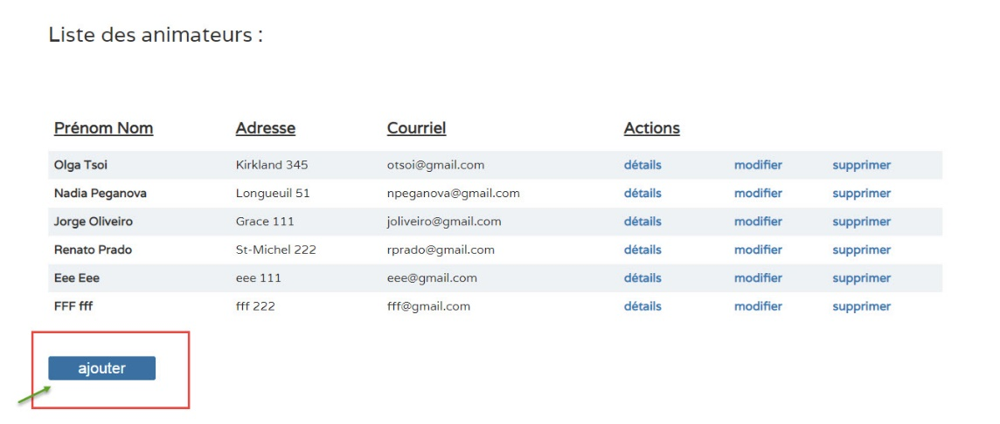 Liste des animateurs :
Prénom Nom Adresse Courriel Actions
Olga Tsoi Kirkland 345 otsoi@gmail.com détails modifier supprimer
Nadia Peganova Longueuil 51 npeganova@gmail.com détails modifier supprimer
Jorge Oliveiro Grace 111 joliveiro@gmail.com détails modifier supprimer
Renato Prado St-Michel 222 rprado@gmail.com détails modifier supprimer
Eee Eee eee 111 eee@gmail.com détails modifier supprimer
FFF fff fff 222 fff@gmail.com détails modifier supprimer
ajouter